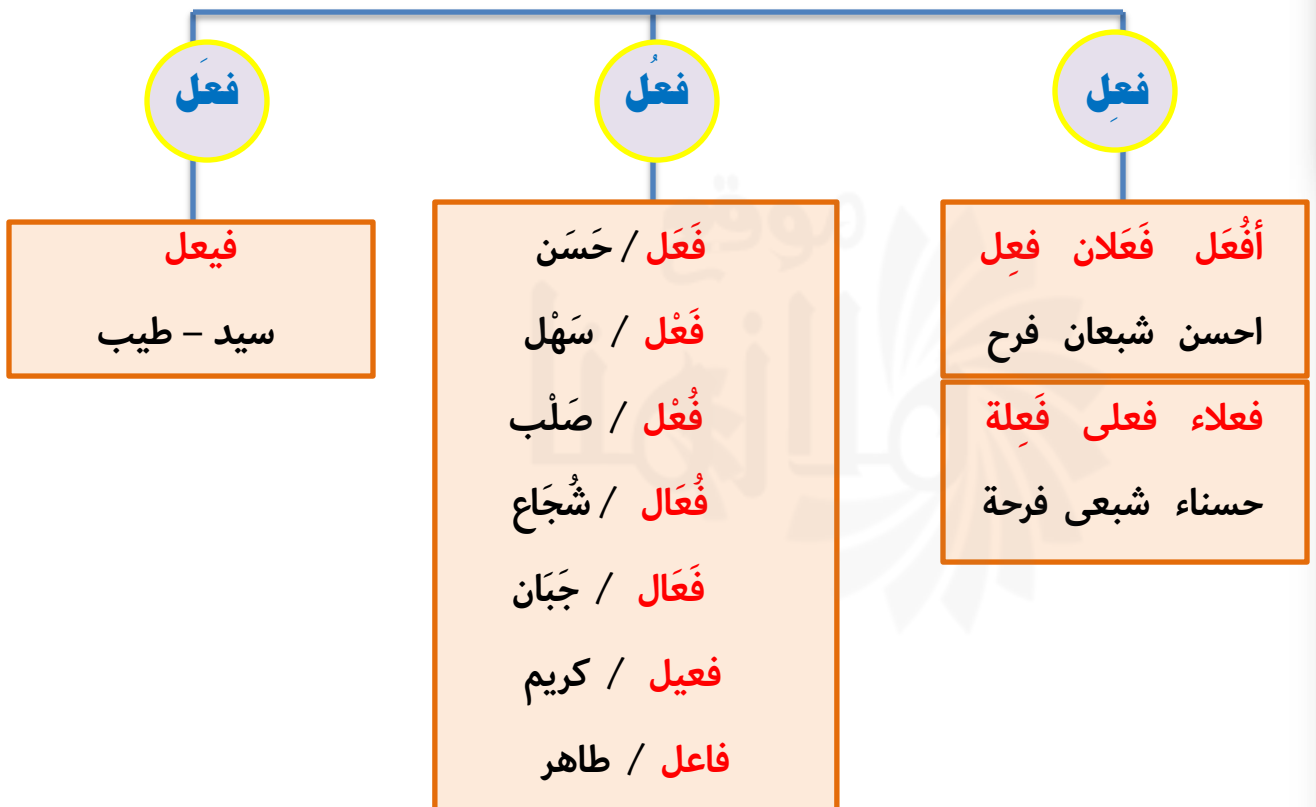 فعِل
فعُل
فعَل
أفُعَل فَعَلان فعِل
احسن شبعان فرح
فعلاء فعلى فَعِلة
حسناء شبعى فرحة
فَعَل / حَسَن
فَعْل / سَهْل
فُعْل / صَلْب
فُعَال / شُجَاع
فَعَال / جَبَان
فعيل / كريم
فاعل / طاهر
فيعل
سيد – طيب
موقع